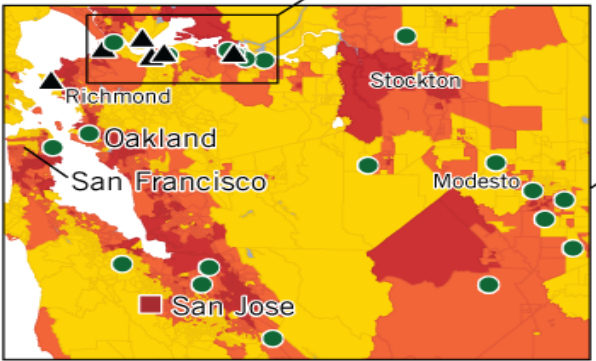 Stockton
Richmond
Oakland
San Francisco
Modesto
San Jose